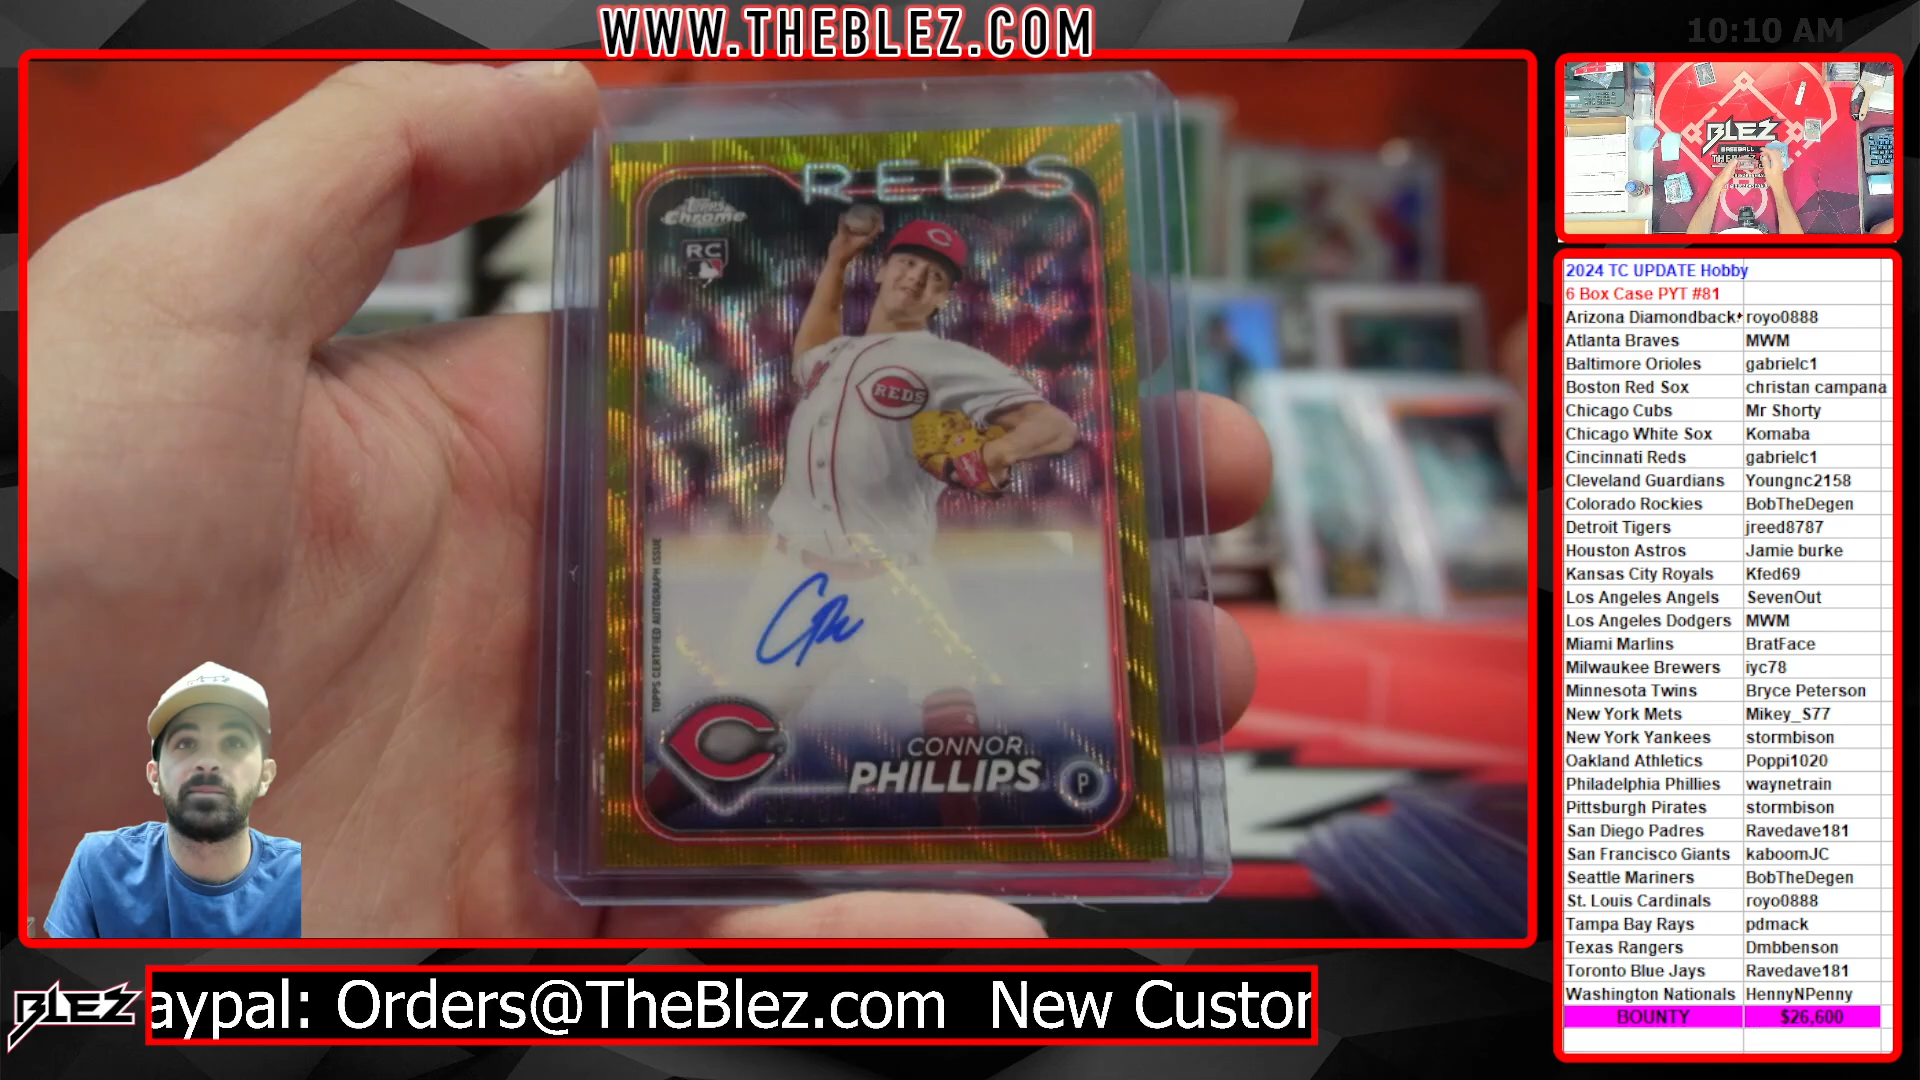 WWW.THEBLEZ.COM
10:10 AM
REDS
Topps
Chrome
RC
REDS
TOPPS CERTIFIED AUTOGRAPH ISSUE
CONNOR
PHILLIPS
P
BLEZ
BASEBALL
2024 TC UPDATE Hobby
6 Box Case PYT #81
Arizona Diamondback royo0888
Atlanta Braves MWM
Baltimore Orioles gabrielc1
Boston Red Sox christan campana
Chicago Cubs Mr Shorty
Chicago White Sox Komaba
Cincinnati Reds gabrielc1
Cleveland Guardians Youngnc2158
Colorado Rockies BobTheDegen
Detroit Tigers jreed8787
Houston Astros Jamie burke
Kansas City Royals Kfed69
Los Angeles Angels SevenOut
Los Angeles Dodgers MWM
Miami Marlins BratFace
Milwaukee Brewers iyc78
Minnesota Twins Bryce Peterson
New York Mets Mikey_S77
New York Yankees stormbison
Oakland Athletics Poppi1020
Philadelphia Phillies waynetrain
Pittsburgh Pirates stormbison
San Diego Padres Ravedave181
San Francisco Giants kaboomJC
Seattle Mariners BobTheDegen
St. Louis Cardinals royo0888
Tampa Bay Rays pdmack
Texas Rangers Dmbbenson
Toronto Blue Jays Ravedave181
Washington Nationals HennyNPenny
BOUNTY $26,600
BLEZ
aypal: Orders@TheBlez.com New Custor